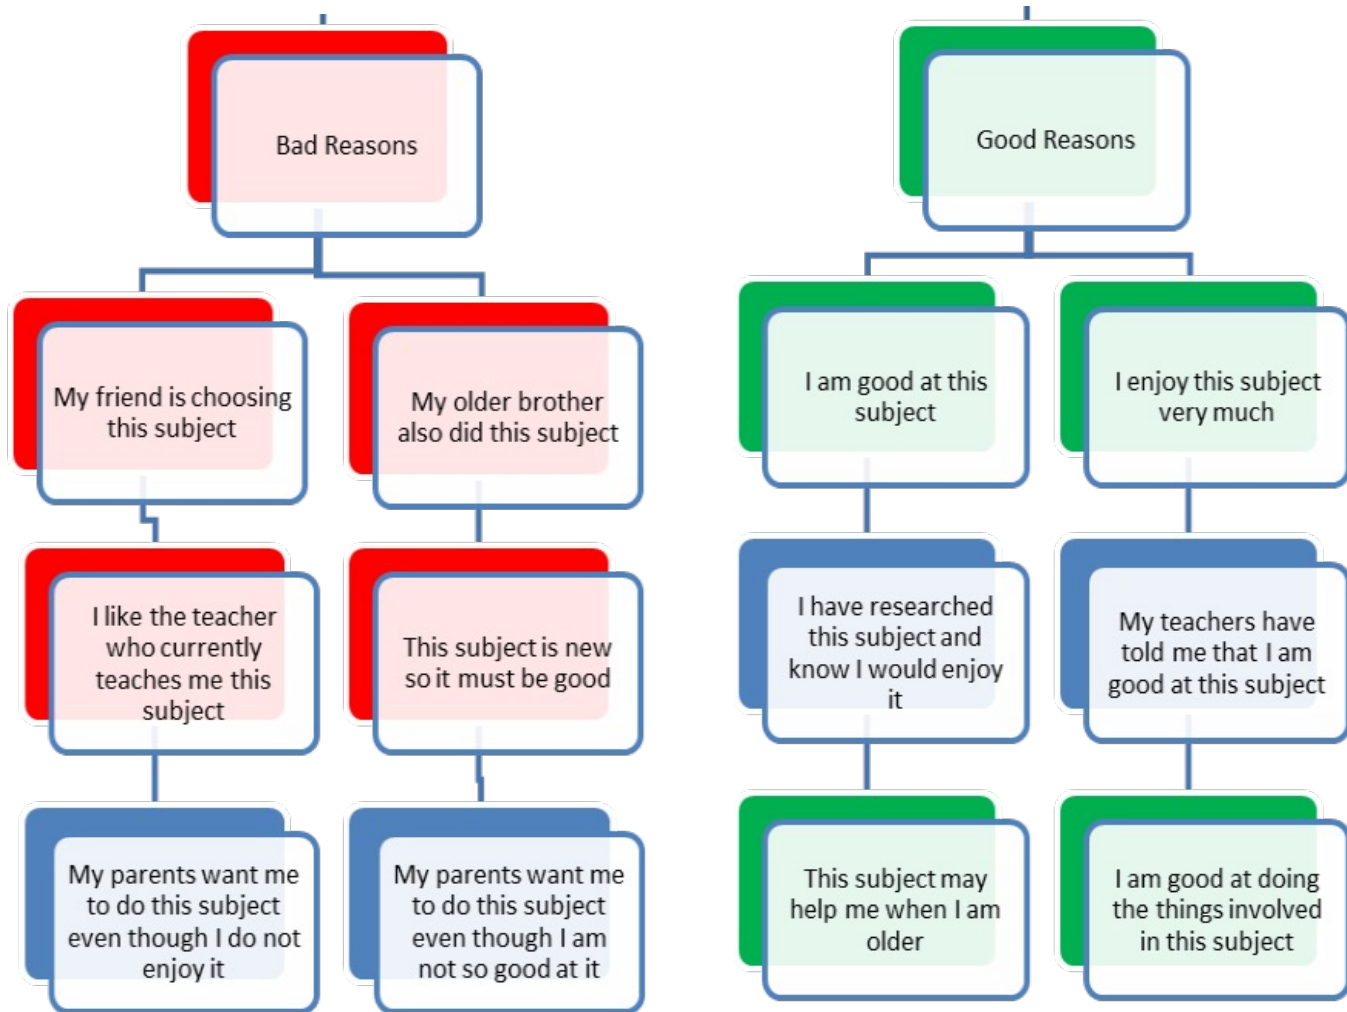 Bad Reasons
My friend is choosing
this subject
My older brother
also did this subject
I like the teacher
who currently
teaches me this
subject
This subject is new
so it must be good
My parents want me
to do this subject
even though I do not
enjoy it
My parents want me
to do this subject
even though I am
not so good at it
Good Reasons
I am good at this
subject
I enjoy this subject
very much
I have researched
this subject and
know I would enjoy
it
My teachers have
told me that I am
good at this subject
This subject may
help me when I am
older
I am good at doing
the things involved
in this subject